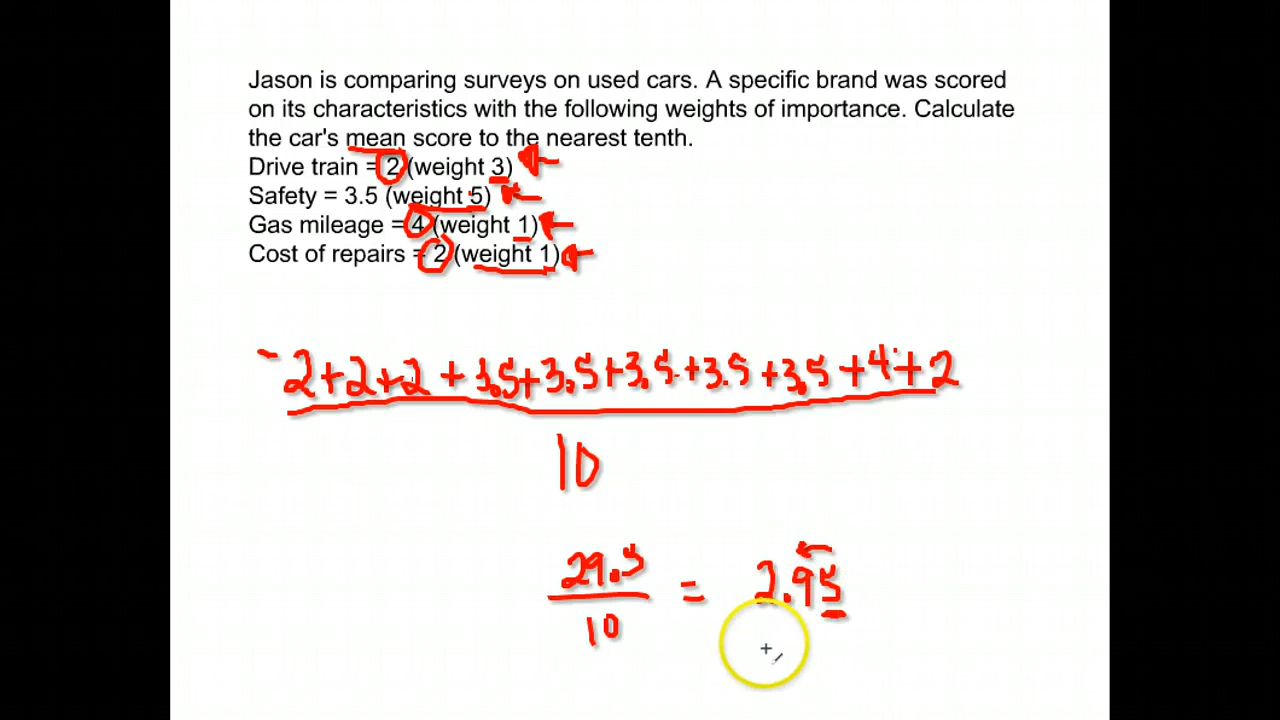 Jason is comparing surveys on used cars. A specific brand was scored
on its characteristics with the following weights of importance. Calculate
the car's mean score to the nearest tenth.
Drive train = 2 (weight 3)
Safety = 3.5 (weight 5)
Gas mileage = 4 (weight 1)
Cost of repairs = 2 (weight 1)
2+2+2+3.5+3.5+3.5+3.5+3.5+4+2
10
29.5
10
= 2.95